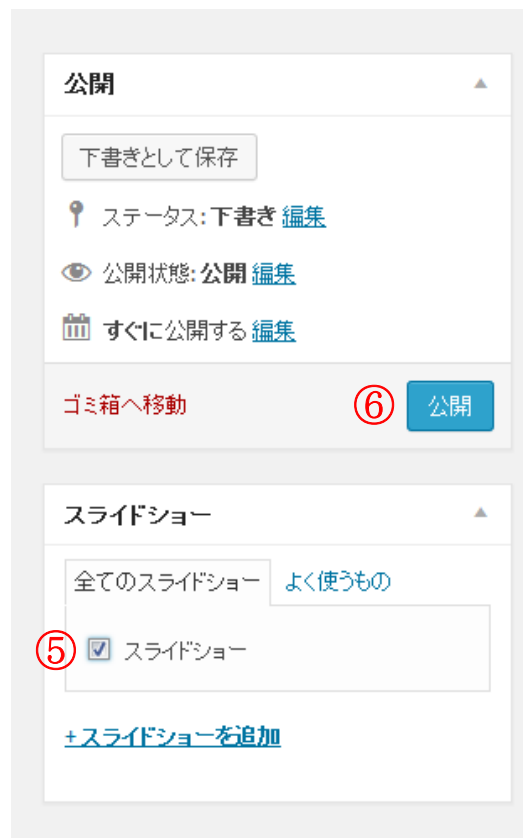 公開
下書きとして保存
ステータス: 下書き 編集
公開状態: 公開 編集
すぐに公開する 編集
ゴミ箱へ移動 ⑥ 公開
スライドショー
全てのスライドショー よく使うもの
⑤ スライドショー
+スライドショーを追加